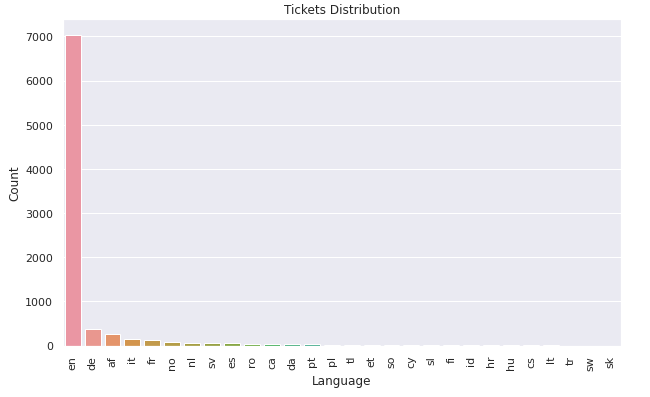 Tickets Distribution
7000
6000
5000
4000
3000
2000
1000
0
Count
en de af it fr no nl sv es ro ca da pt pl tl et so cy sl fi id hr hu cs lt tr sw sk
Language